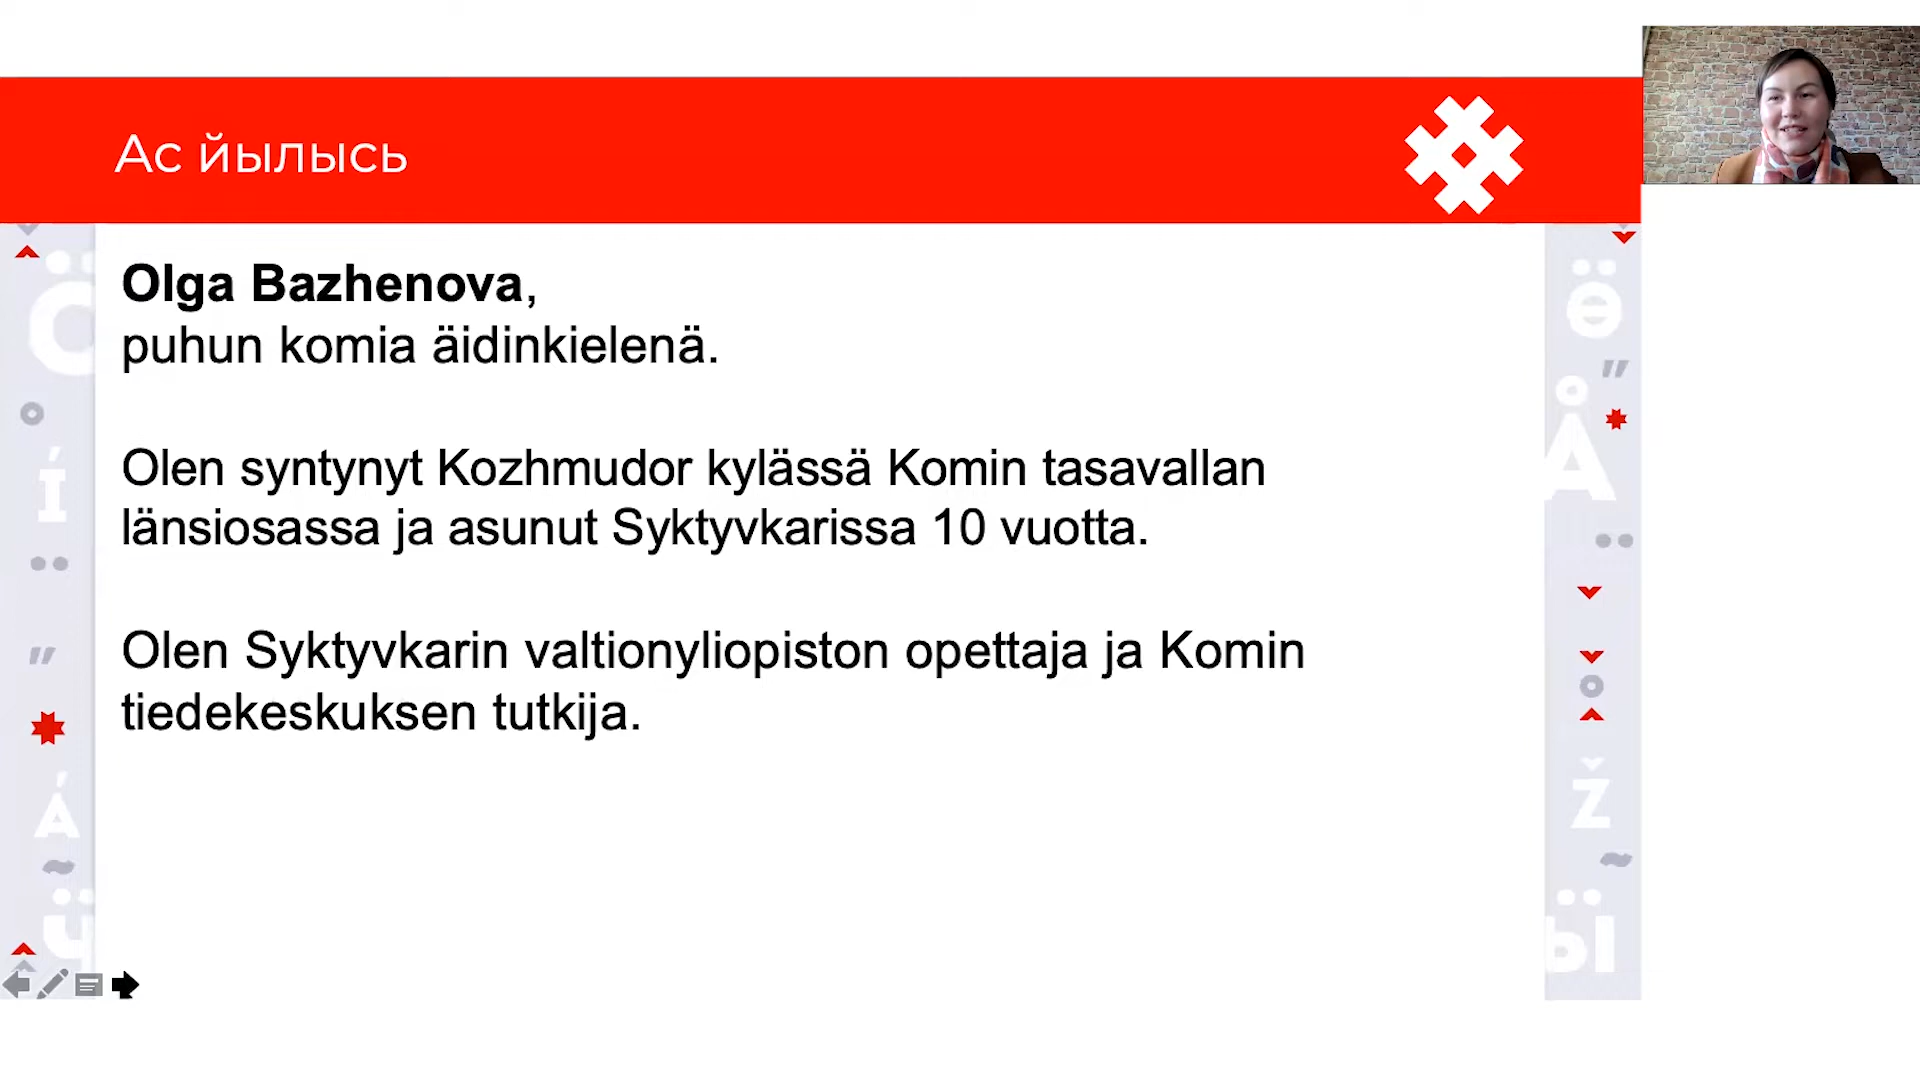 Ас йылысь
Olga Bazhenova,
puhun komia äidinkielenä.
Olen syntynyt Kozhmudor kylässä Komin tasavallan
länsiosassa ja asunut Syktyvkarissa 10 vuotta.
Olen Syktyvkarin valtionyliopiston opettaja ja Komin
tiedekeskuksen tutkija.